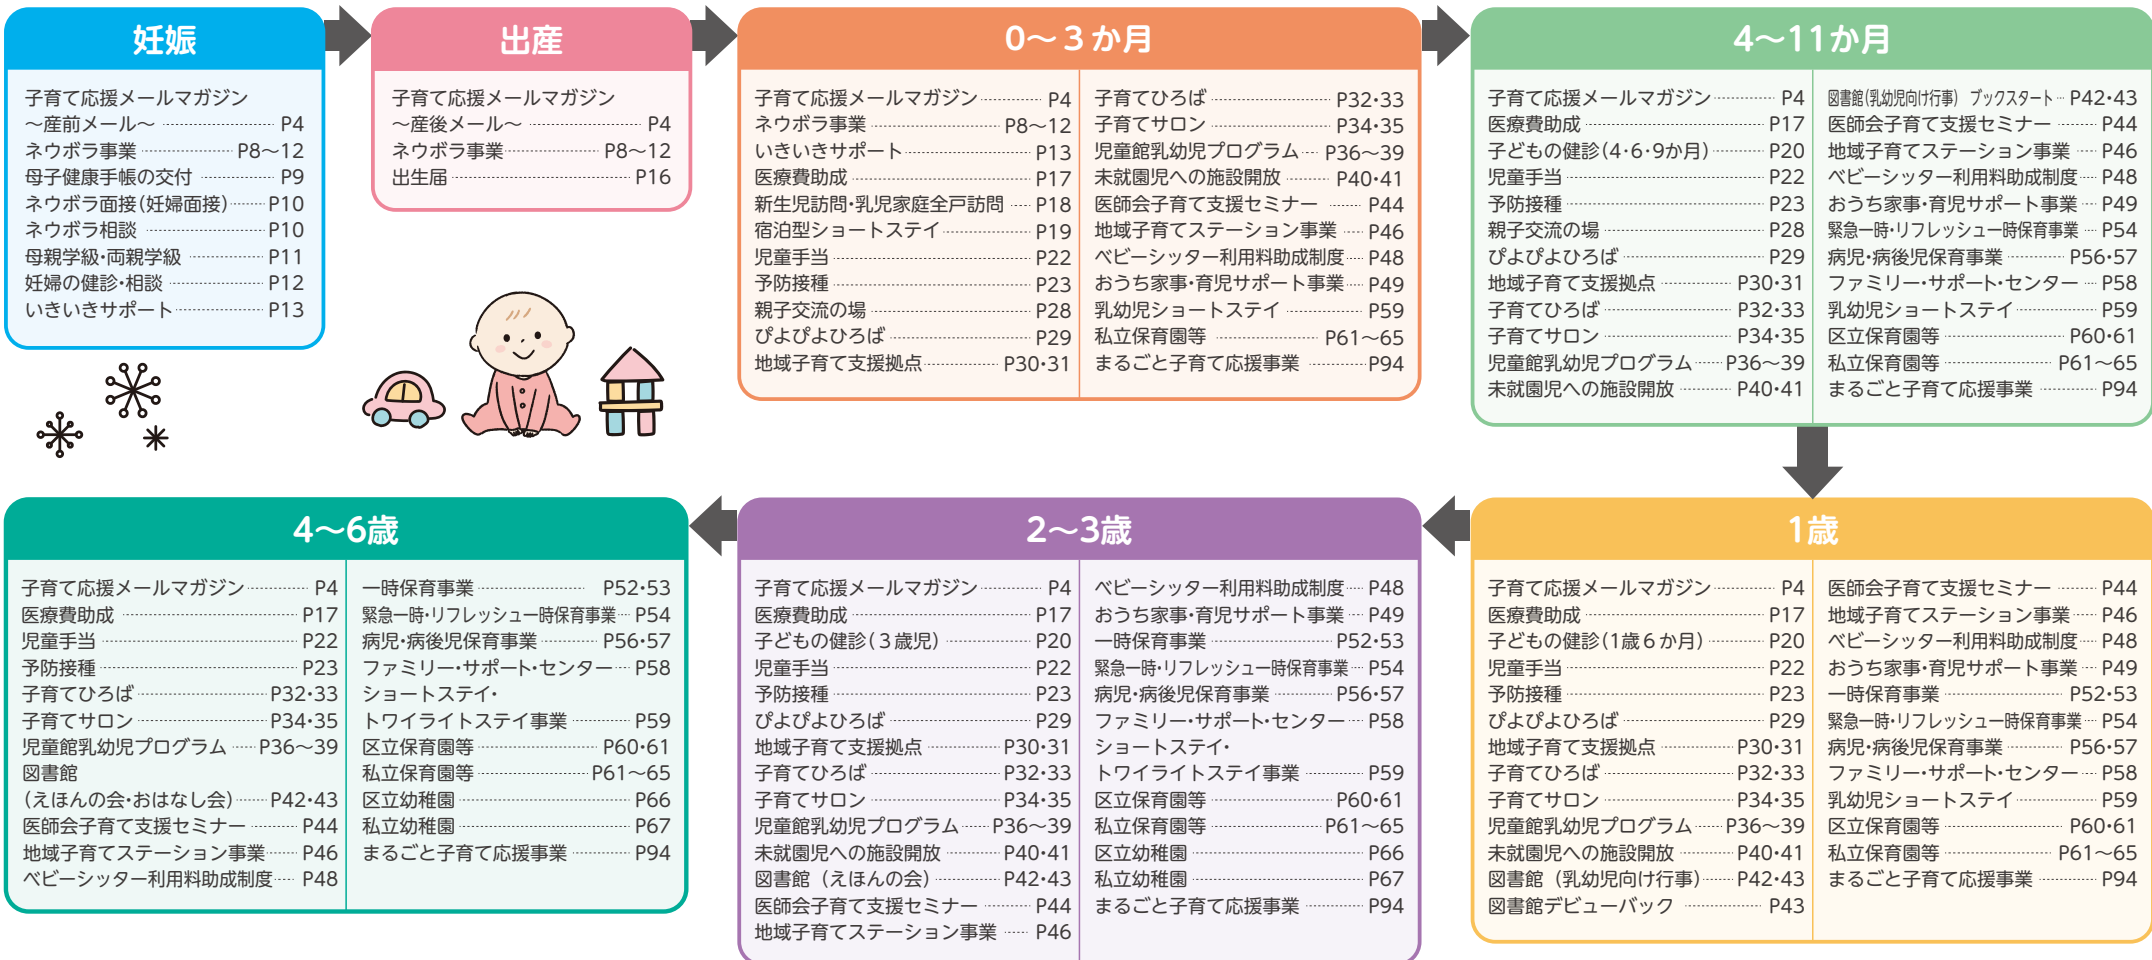 妊娠
子育て応援メールマガジン
～産前メール～ P4
ネウボラ事業 P8～12
母子健康手帳の交付 P9
ネウボラ面接(妊婦面接) P10
ネウボラ相談 P10
母親学級・両親学級 P11
妊婦の健診・相談 P12
いきいきサポート P13
出産
子育て応援メールマガジン
～産後メール～ P4
ネウボラ事業 P8～12
出生届 P16
0～3か月
子育て応援メールマガジン P4
ネウボラ事業 P8～12
いきいきサポート P13
医療費助成 P17
新生児訪問・乳児家庭全戸訪問 P18
宿泊型ショートステイ P19
児童手当 P22
予防接種 P23
親子交流の場 P28
ぴよぴよひろば P29
地域子育て支援拠点 P30・31
子育てひろば P32・33
子育てサロン P34・35
児童館乳幼児プログラム P36～39
未就園児への施設開放 P40・41
医師会子育て支援セミナー P44
地域子育てステーション事業 P46
ベビーシッター利用料助成制度 P48
おうち家事・育児サポート事業 P49
乳幼児ショートステイ P59
私立保育園等 P61～65
まるごと子育て応援事業 P94
4～11か月
子育て応援メールマガジン P4
医療費助成 P17
子どもの健診(4・6・9か月) P20
児童手当 P22
予防接種 P23
親子交流の場 P28
ぴよぴよひろば P29
地域子育て支援拠点 P30・31
子育てひろば P32・33
子育てサロン P34・35
児童館乳幼児プログラム P36～39
未就園児への施設開放 P40・41
図書館(乳幼児向け行事) ブックスタート P42・43
医師会子育て支援セミナー P44
地域子育てステーション事業 P46
ベビーシッター利用料助成制度 P48
おうち家事・育児サポート事業 P49
緊急一時・リフレッシュ一時保育事業 P54
病児・病後児保育事業 P56・57
ファミリー・サポート・センター P58
乳幼児ショートステイ P59
区立保育園等 P60・61
私立保育園等 P61～65
まるごと子育て応援事業 P94
4～6歳
子育て応援メールマガジン P4
医療費助成 P17
児童手当 P22
予防接種 P23
子育てひろば P32・33
子育てサロン P34・35
児童館乳幼児プログラム P36～39
図書館
(えほんの会・おはなし会) P42・43
医師会子育て支援セミナー P44
地域子育てステーション事業 P46
ベビーシッター利用料助成制度 P48
一時保育事業 P52・53
緊急一時・リフレッシュ一時保育事業 P54
病児・病後児保育事業 P56・57
ファミリー・サポート・センター P58
ショートステイ・
トワイライトステイ事業 P59
区立保育園等 P60・61
私立保育園等 P61～65
区立幼稚園 P66
私立幼稚園 P67
まるごと子育て応援事業 P94
2～3歳
子育て応援メールマガジン P4
医療費助成 P17
子どもの健診(3歳児) P20
児童手当 P22
予防接種 P23
ぴよぴよひろば P29
地域子育て支援拠点 P30・31
子育てひろば P32・33
子育てサロン P34・35
児童館乳幼児プログラム P36～39
未就園児への施設開放 P40・41
図書館(えほんの会) P42・43
医師会子育て支援セミナー P44
地域子育てステーション事業 P46
ベビーシッター利用料助成制度 P48
おうち家事・育児サポート事業 P49
一時保育事業 P52・53
緊急一時・リフレッシュ一時保育事業 P54
病児・病後児保育事業 P56・57
ファミリー・サポート・センター P58
ショートステイ・
トワイライトステイ事業 P59
区立保育園等 P60・61
私立保育園等 P61～65
区立幼稚園 P66
私立幼稚園 P67
まるごと子育て応援事業 P94
1歳
子育て応援メールマガジン P4
医療費助成 P17
子どもの健診(1歳6か月) P20
児童手当 P22
予防接種 P23
ぴよぴよひろば P29
地域子育て支援拠点 P30・31
子育てひろば P32・33
子育てサロン P34・35
児童館乳幼児プログラム P36～39
未就園児への施設開放 P40・41
図書館(乳幼児向け行事) P42・43
図書館デビューパック P43
医師会子育て支援セミナー P44
地域子育てステーション事業 P46
ベビーシッター利用料助成制度 P48
おうち家事・育児サポート事業 P49
一時保育事業 P52・53
緊急一時・リフレッシュ一時保育事業 P54
病児・病後児保育事業 P56・57
ファミリー・サポート・センター P58
乳幼児ショートステイ P59
区立保育園等 P60・61
私立保育園等 P61～65
まるごと子育て応援事業 P94